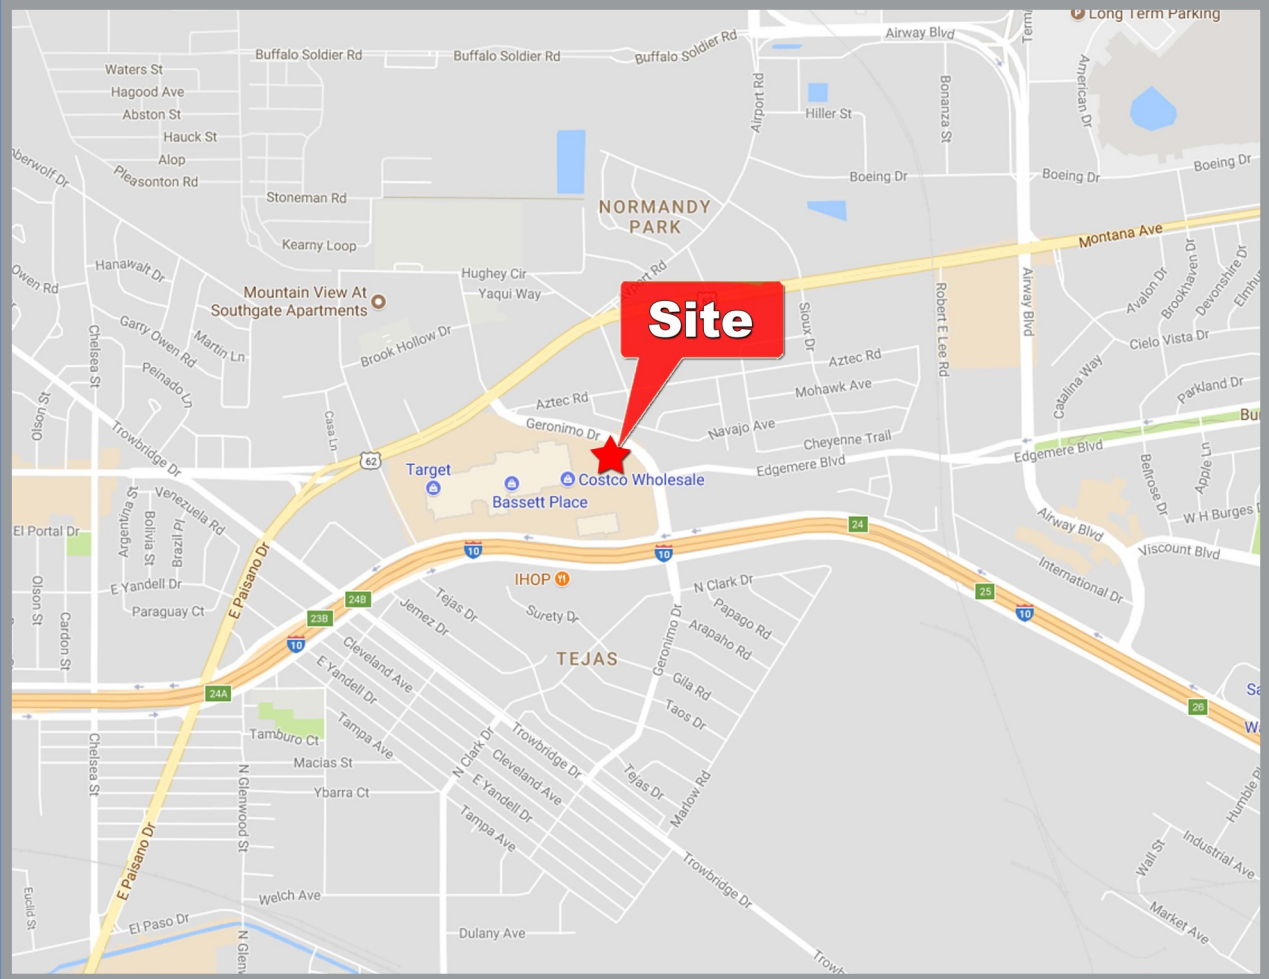 Long Term Parking
Airway Blvd
Buffalo Soldier Rd
Buffalo Soldier Rd
Buffalo Soldier Rd
Waters St
Hagood Ave
Abston St
Hauck St
Alop
Pleasonton Rd
Airport Rd
Hiller St
Bonanza St
American Dr
Boeing Dr
Boeing Dr
Boeing Dr
Stoneman Rd
NORMANDY
PARK
Kearny Loop
Montana Ave
Hanawalt Dr
Owen Rd
Hughey Cir
Yaqui Way
Mountain View At
Southgate Apartments
Site
Garry Owen Rd
Martin Ln
Brook Hollow Dr
Chelsea St
Peinado Ln
Sioux Dr
Robert E Lee Rd
Airway Blvd
Avalon Dr
Devonshire Dr
Cielo Vista Dr
Catalina Way
Parkland Dr
Aztec Rd
Mohawk Ave
Aztec Rd
Geronimo Dr
Navajo Ave
Cheyenne Trail
Edgemere Blvd
Edgemere Blvd
Olson St
Trowbridge Dr
Casa Ln
62
Target
Bassett Place
Costco Wholesale
Belfrose Dr
Apple Ln
W H Burges D
Airway Blvd
Viscount Blvd
International Dr
El Portal Dr
Argentina St
Bolivia St
Brazil Pl
Venezuela Rd
E Paisano Dr
10
10
24
25
10
26
IHOP
N Clark Dr
Olson St
Cardon St
E Yandell Dr
Paraguay Ct
24B
23B
10
24A
Jemez Dr
Tejas Dr
Surety Dr
TEJAS
Geronimo Dr
Papago Rd
Arapaho Rd
Gila Rd
Taos Dr
Cleveland Ave
E Yandell Dr
Tampa Ave
Tamburo Ct
Macias St
Ybarra Ct
Chelsea St
N Glenwood St
N Clark Dr
Trowbridge Dr
Cleveland Ave
E Yandell Dr
Tampa Ave
Tejas Dr
Marlow Rd
Trowbridge Dr
E Paisano Dr
Welch Ave
Euclid St
El Paso Dr
N Glen
Dulany Ave
Trowb
Wall St
Industrial Ave
Market Ave
Humble Pl